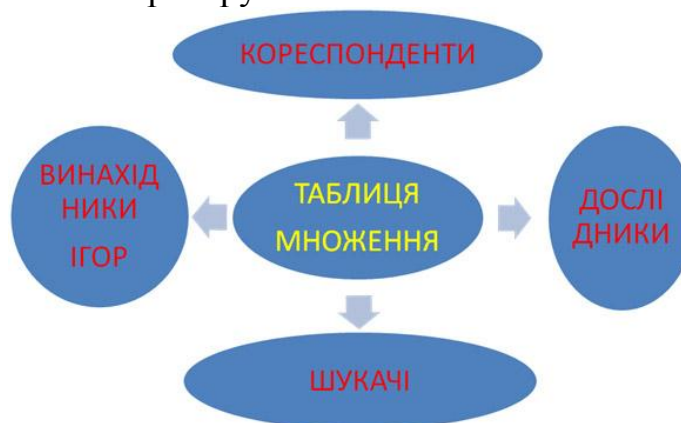 КОРЕСПОНДЕНТИ
ВИНАХІД
НИКИ
ІГОР
ТАБЛИЦЯ
МНОЖЕННЯ
ДОСЛІ
ДНИКИ
ШУКАЧІ